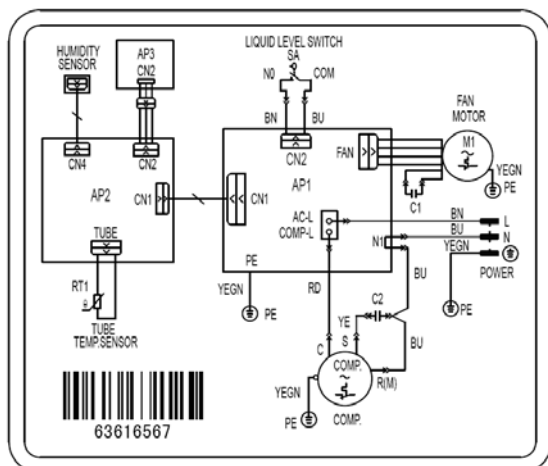 HUMIDITY
SENSOR
AP3
CN2
LIQUID LEVEL SWITCH
SA
NO
COM
BN
BU
FAN
MOTOR
M1
~
YEGN
PE
CN4
CN2
CN2
FAN
AP2
CN1
CN1
AP1
C1
AC-L
COMP-L
BN
L
BU
N
N1
YEGN
POWER
PE
TUBE
RT1
θ
TUBE
TEMP.SENSOR
PE
YEGN
PE
RD
BU
C2
YE
BU
C
S
COMP.
~
R(M)
YEGN
PE
COMP.
63616567